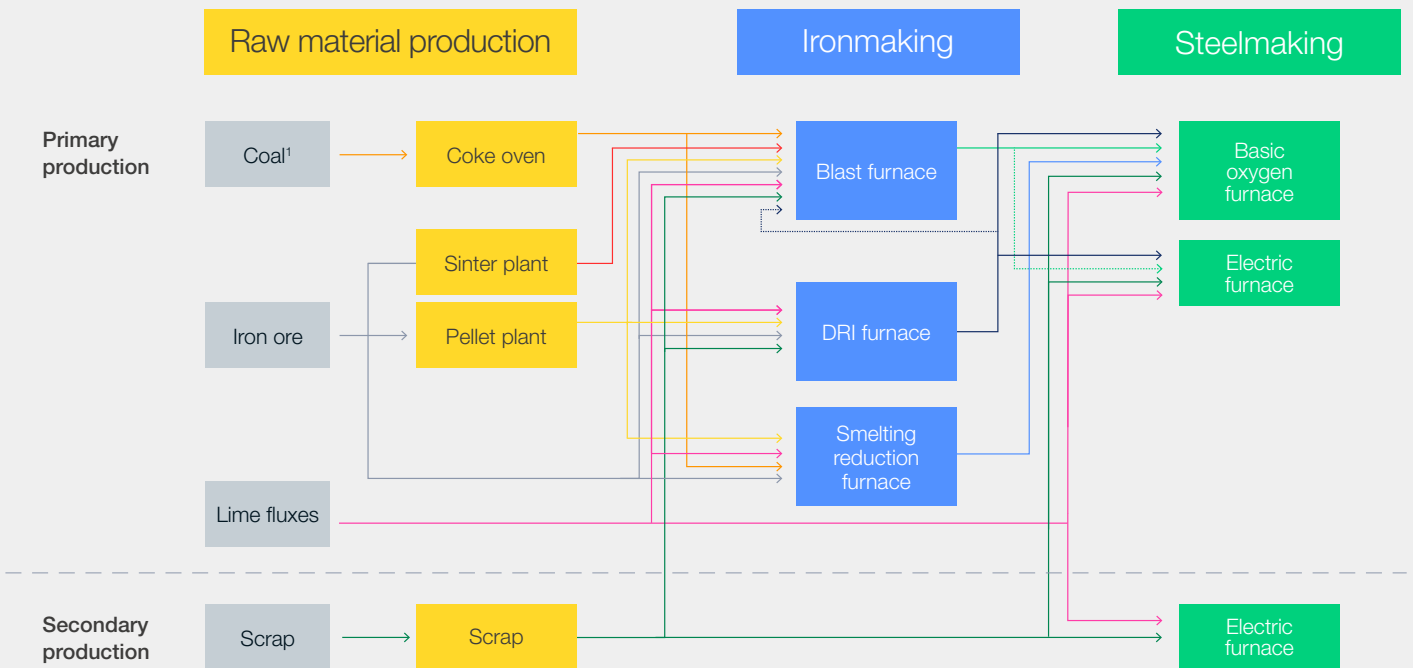 Raw material production
Ironmaking
Steelmaking
Primary
production
Coal¹
Coke oven
Blast furnace
Basic
oxygen
furnace
Sinter plant
Electric
furnace
Iron ore
Pellet plant
DRI furnace
Smelting
reduction
furnace
Lime fluxes
Secondary
production
Scrap
Scrap
Electric
furnace